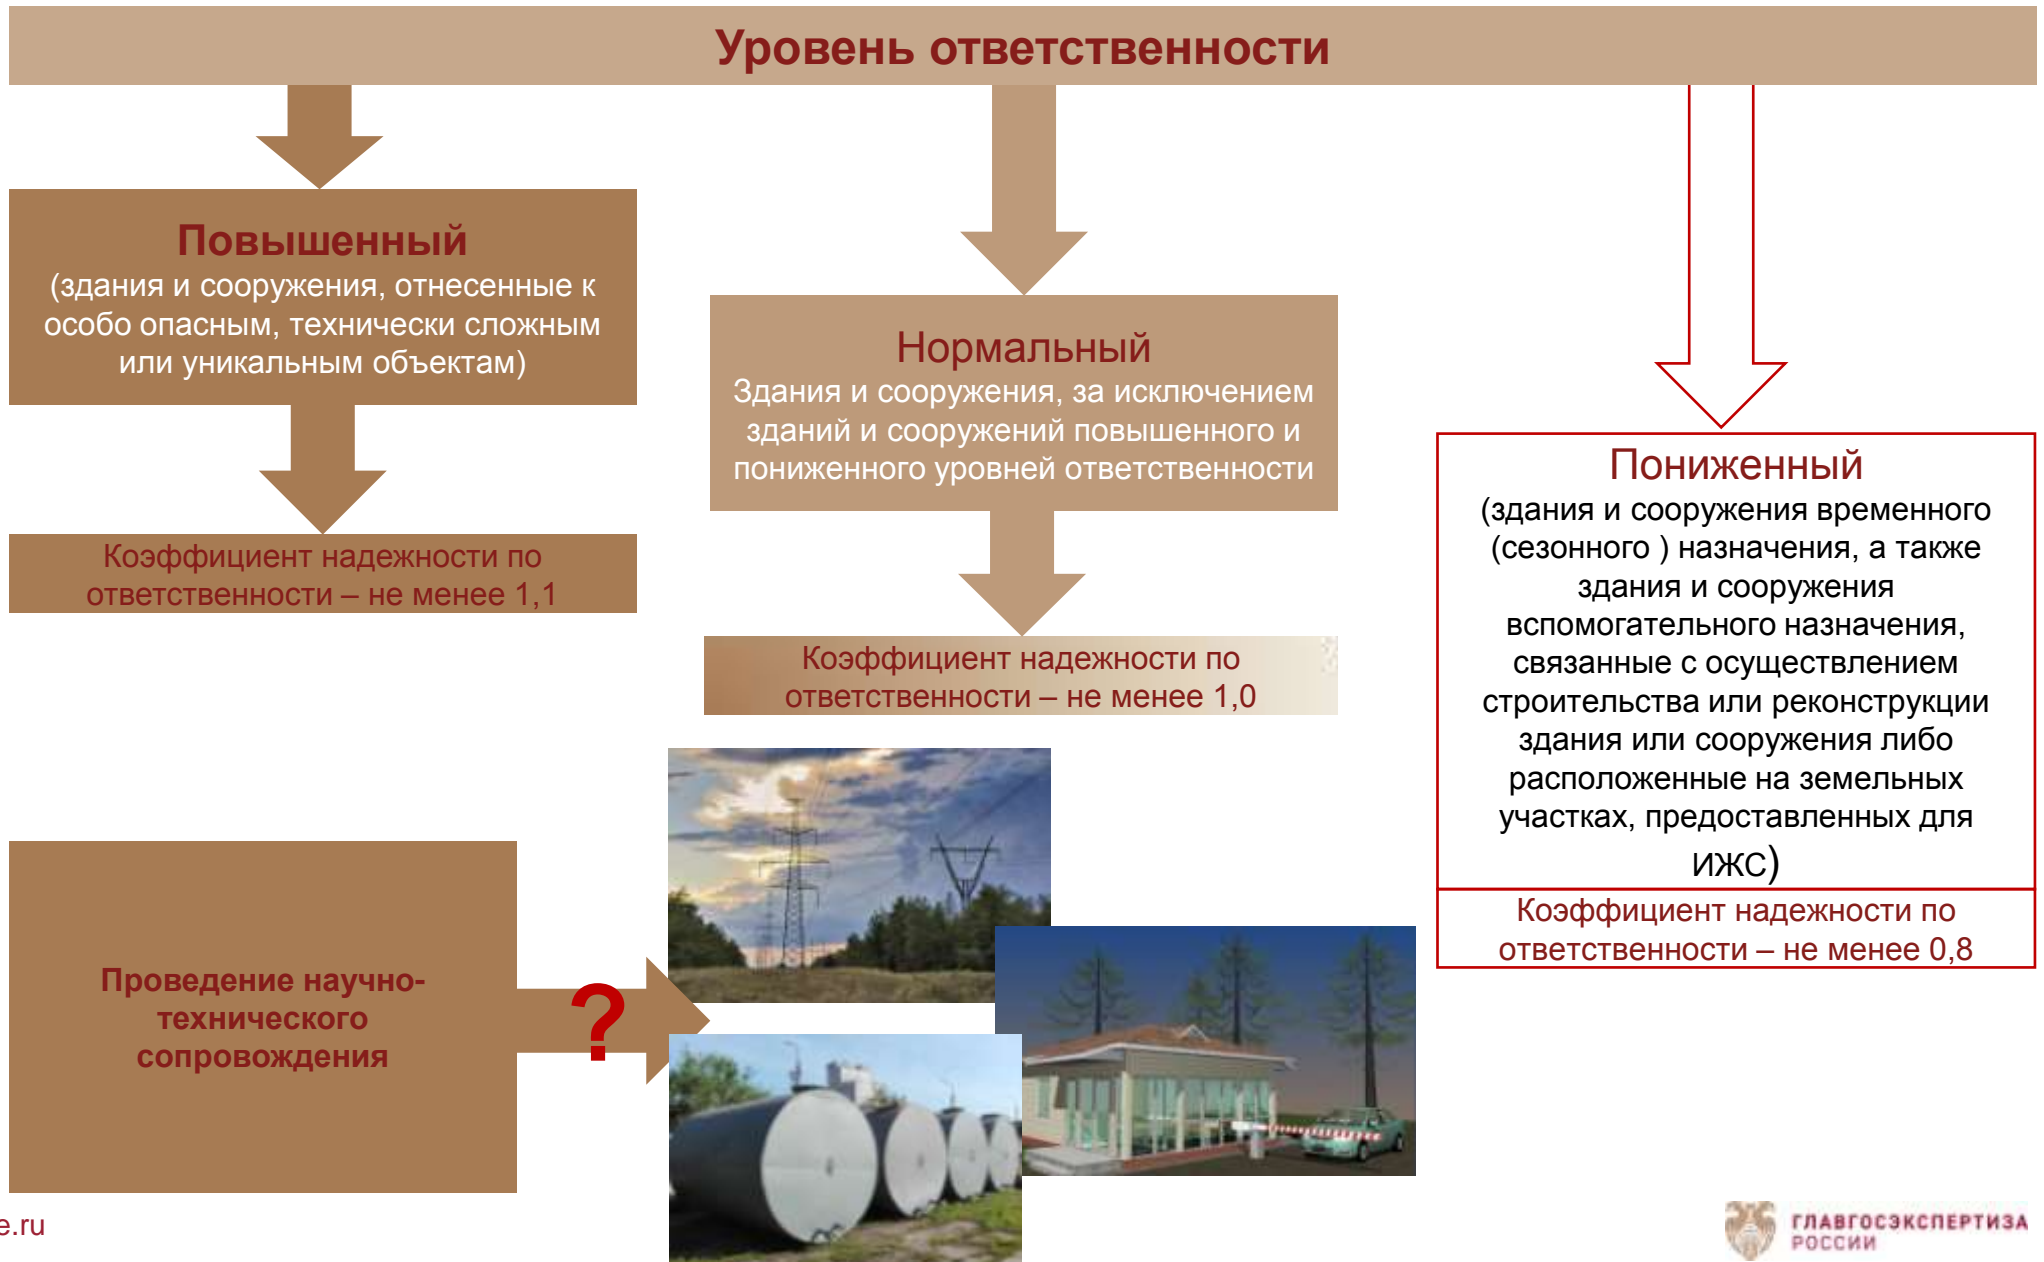 Уровень ответственности
Повышенный
(здания и сооружения, отнесенные к
особо опасным, технически сложным
или уникальным объектам)
Коэффициент надежности по
ответственности – не менее 1,1
Нормальный
Здания и сооружения, за исключением
зданий и сооружений повышенного и
пониженного уровней ответственности
Коэффициент надежности по
ответственности – не менее 1,0
Пониженный
(здания и сооружения временного
(сезонного ) назначения, а также
здания и сооружения
вспомогательного назначения,
связанные с осуществлением
строительства или реконструкции
здания или сооружения либо
расположенные на земельных
участках, предоставленных для
ИЖС)
Коэффициент надежности по
ответственности – не менее 0,8
Проведение научно-
технического
сопровождения
?
e.ru
ГЛАВГОСЭКСПЕРТИЗА
РОССИИ